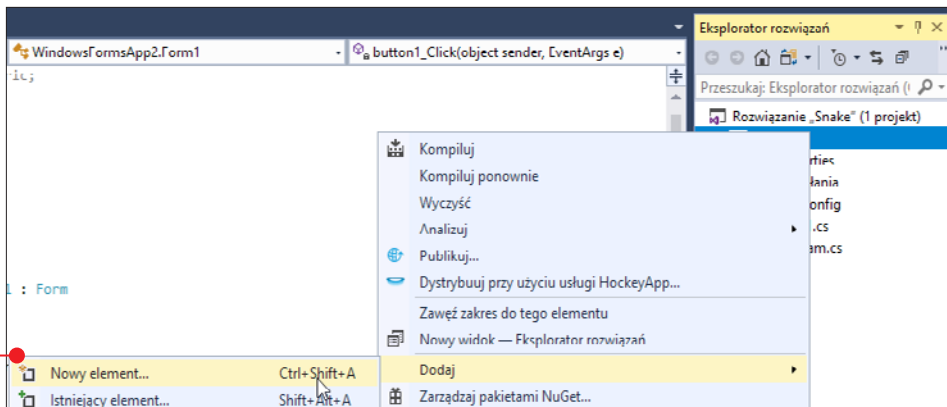 Eksplorator rozwiązań
WindowsFormsApp2.Form1
button1_Click(object sender, EventArgs e)
ric;
Przeszukaj: Eksplorator rozwiązań (
Rozwiązanie „Snake” (1 projekt)
Kompiluj
rties
Kompiluj ponownie
łania
Wyczyść
onfig
Analizuj
.cs
Publikuj...
am.cs
Dystrybuuj przy użyciu usługi HockeyApp...
1 : Form
Zawęź zakres do tego elementu
Nowy widok — Eksplorator rozwiązań
Nowy element... Ctrl+Shift+A
Dodaj
Istniejący element... Shift+Alt+A
Zarządzaj pakietami NuGet...